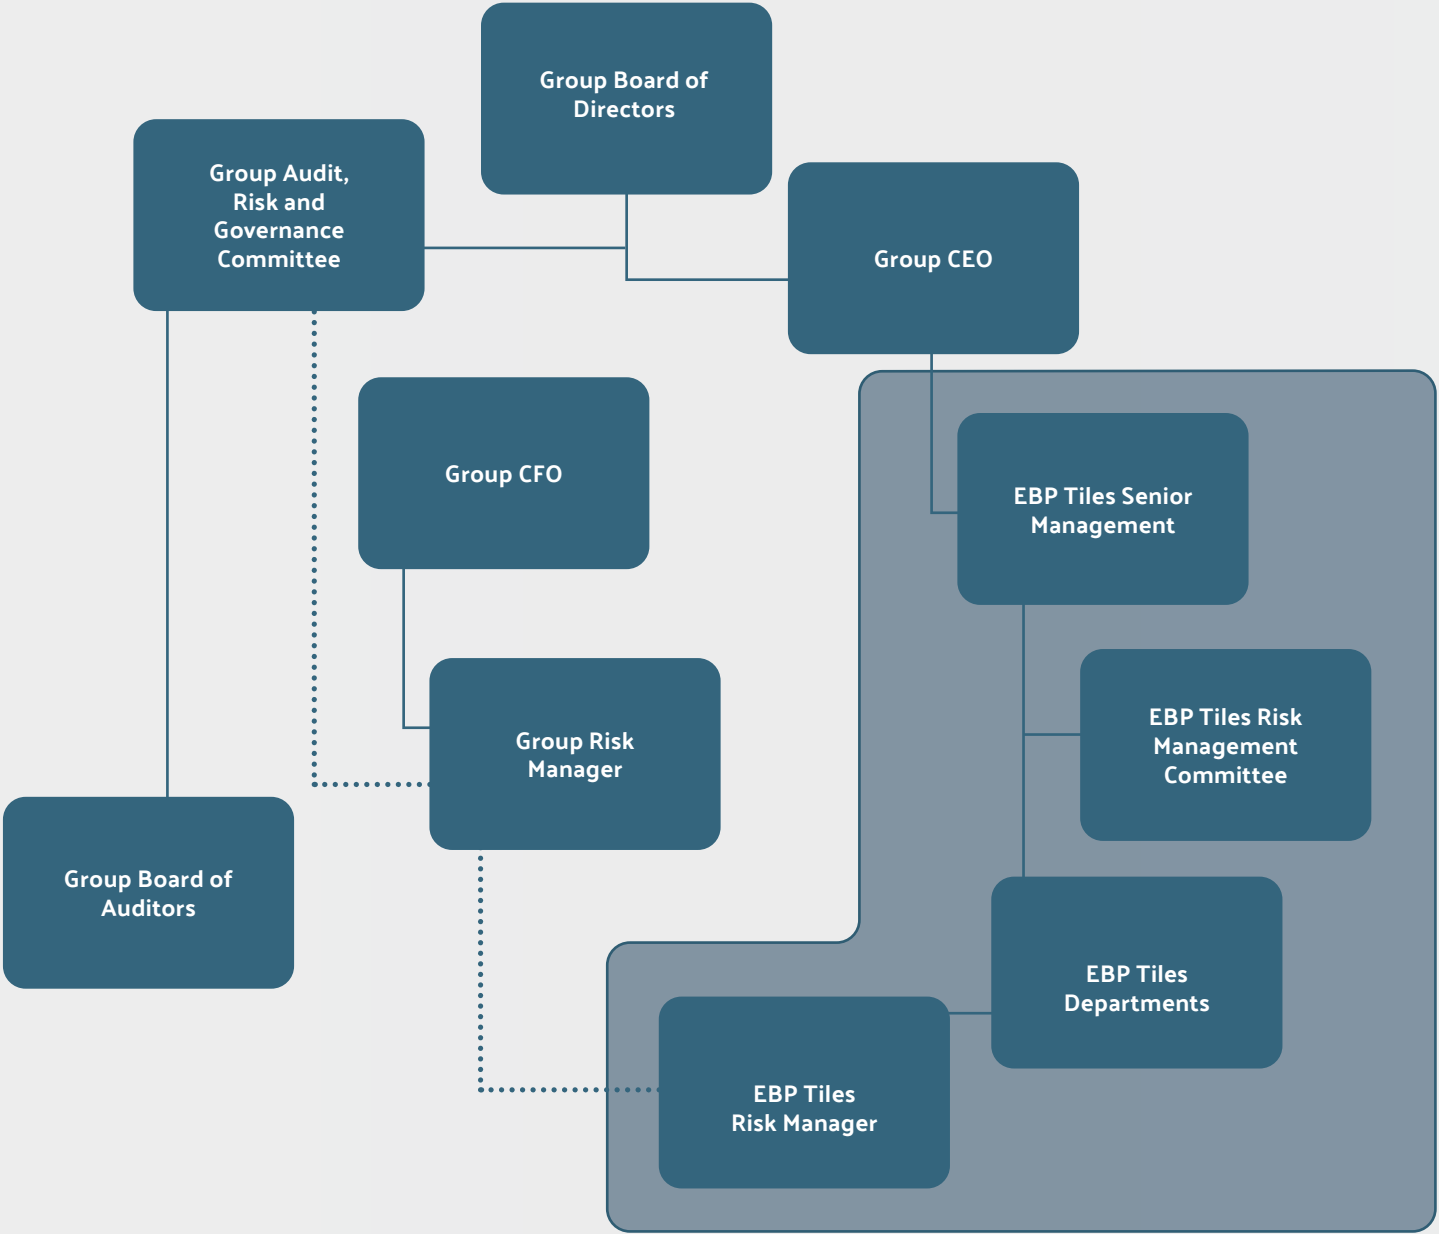 Group Board of
Directors
Group Audit,
Risk and
Governance
Committee
Group CEO
Group CFO
EBP Tiles Senior
Management
Group Risk
Manager
EBP Tiles Risk
Management
Committee
Group Board of
Auditors
EBP Tiles
Departments
EBP Tiles
Risk Manager